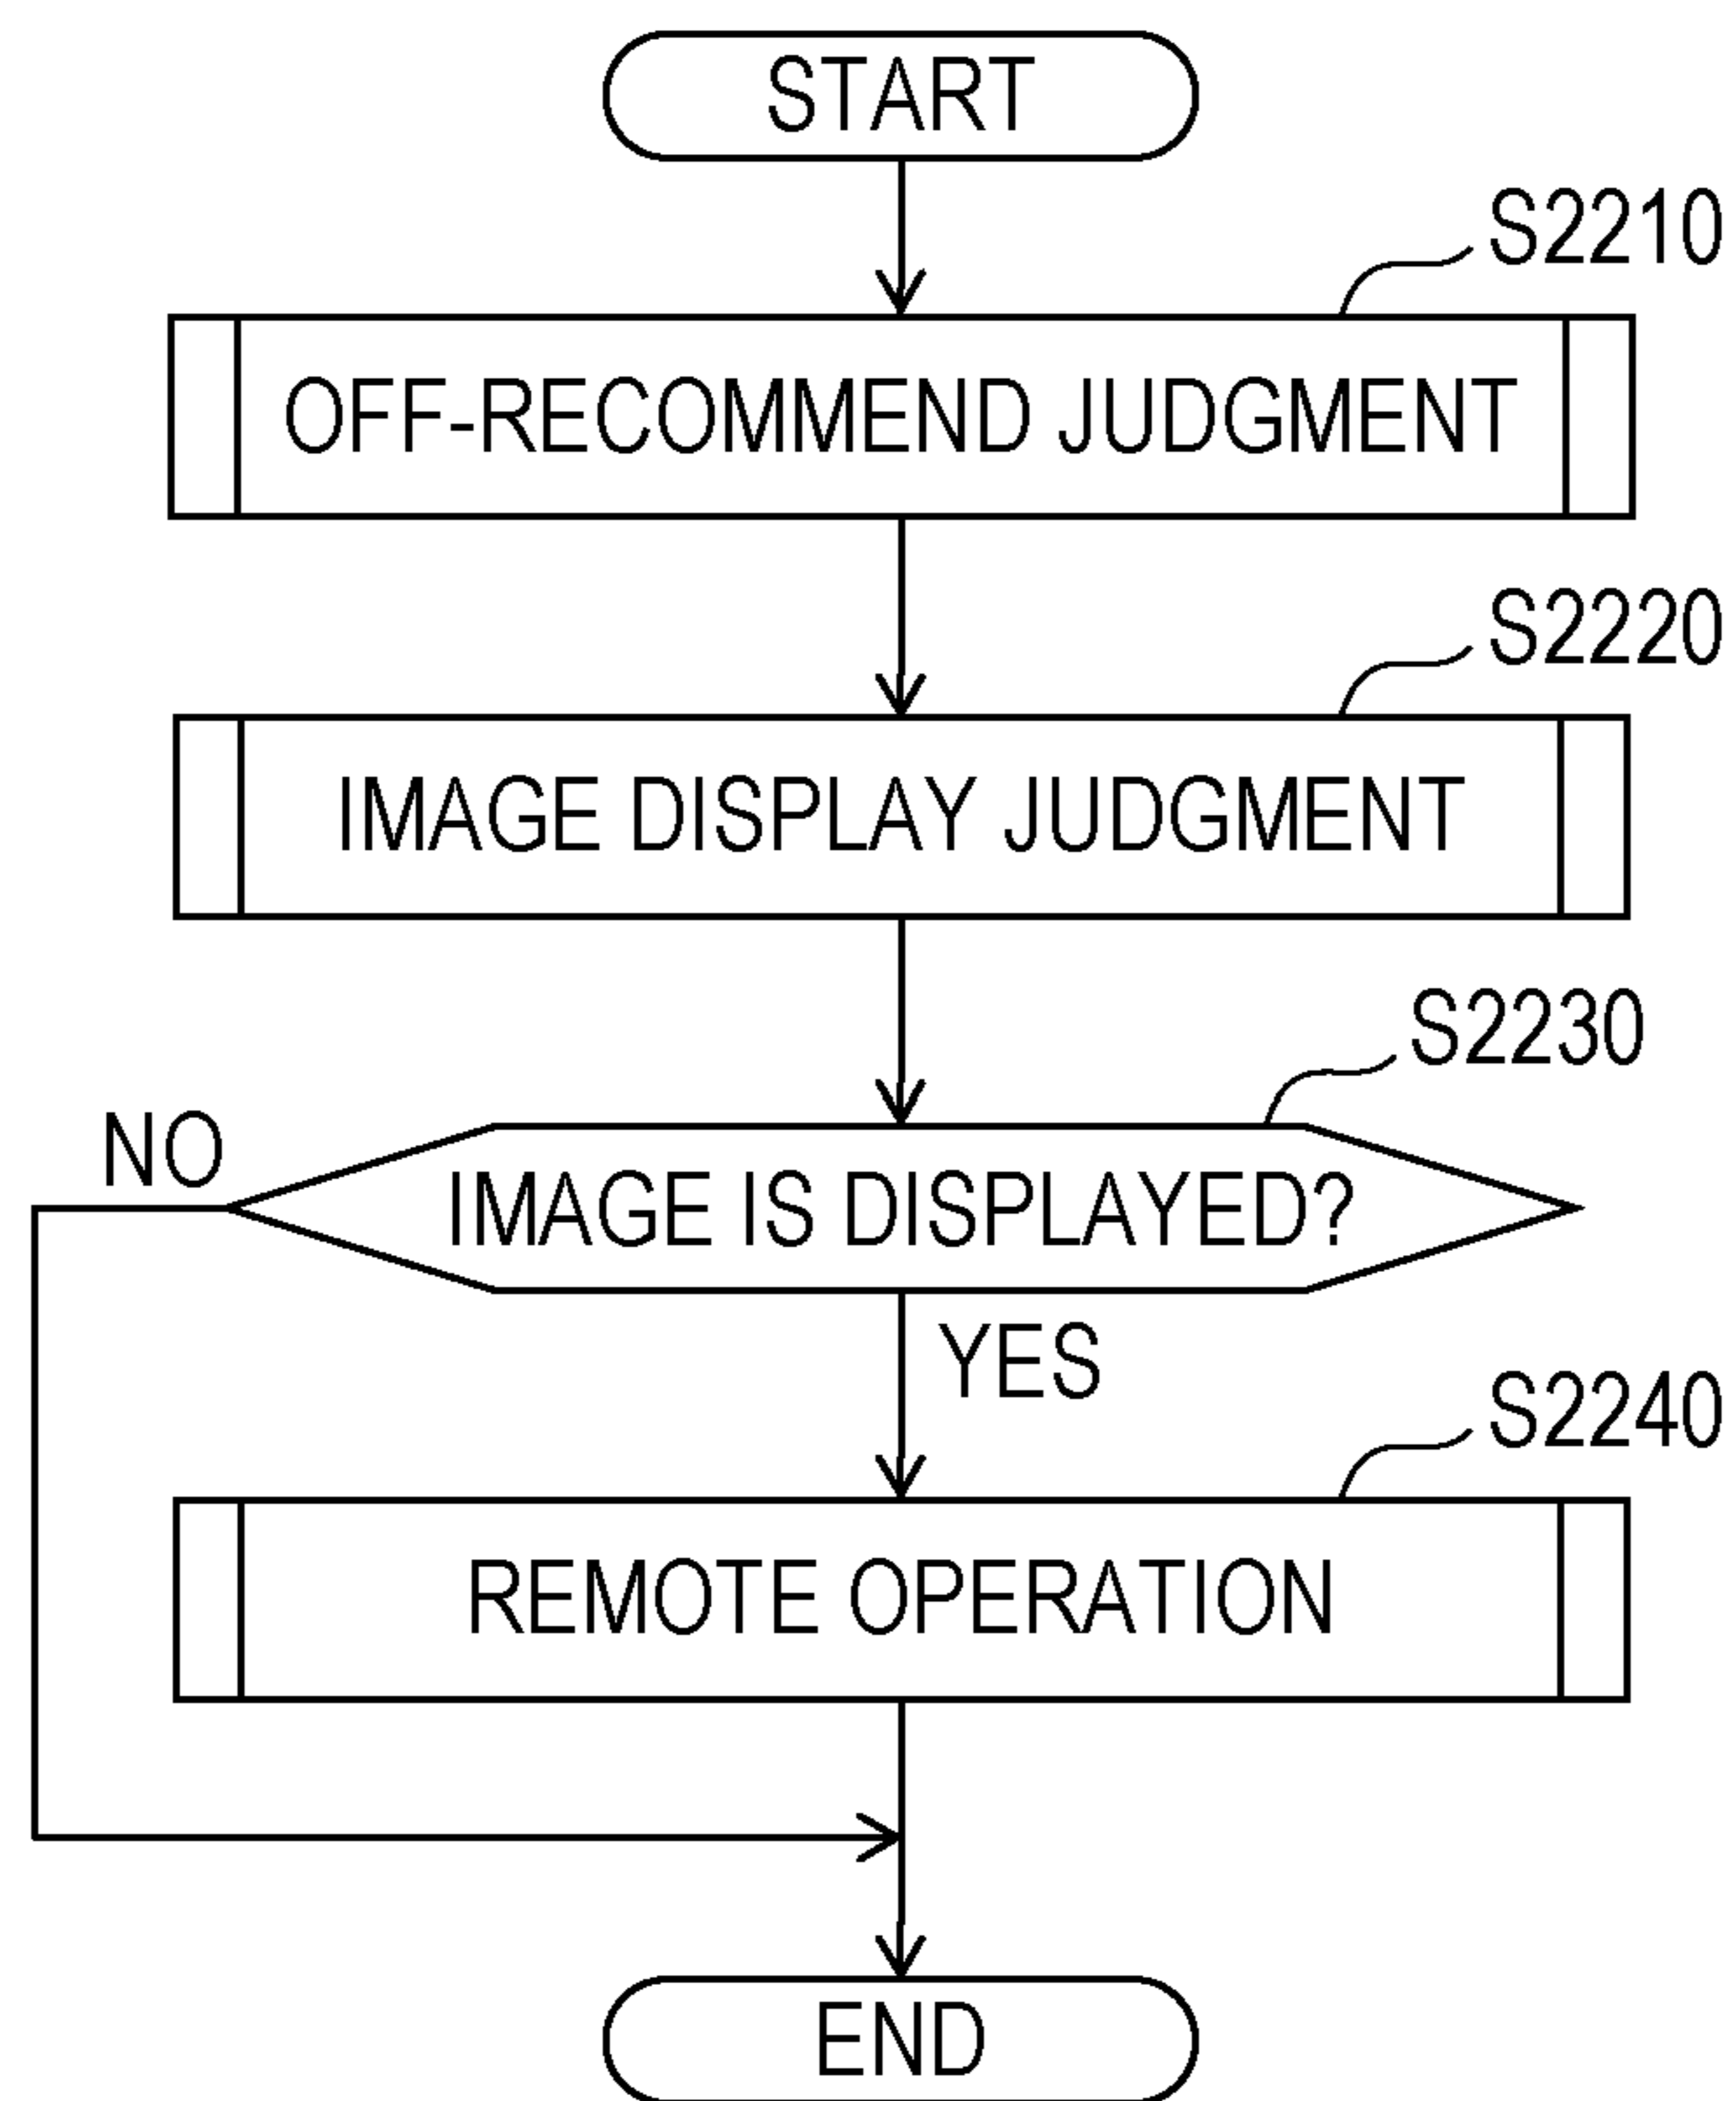 START
S2210
OFF-RECOMMEND JUDGMENT
S2220
IMAGE DISPLAY JUDGMENT
S2230
NO
IMAGE IS DISPLAYED?
YES
S2240
REMOTE OPERATION
END